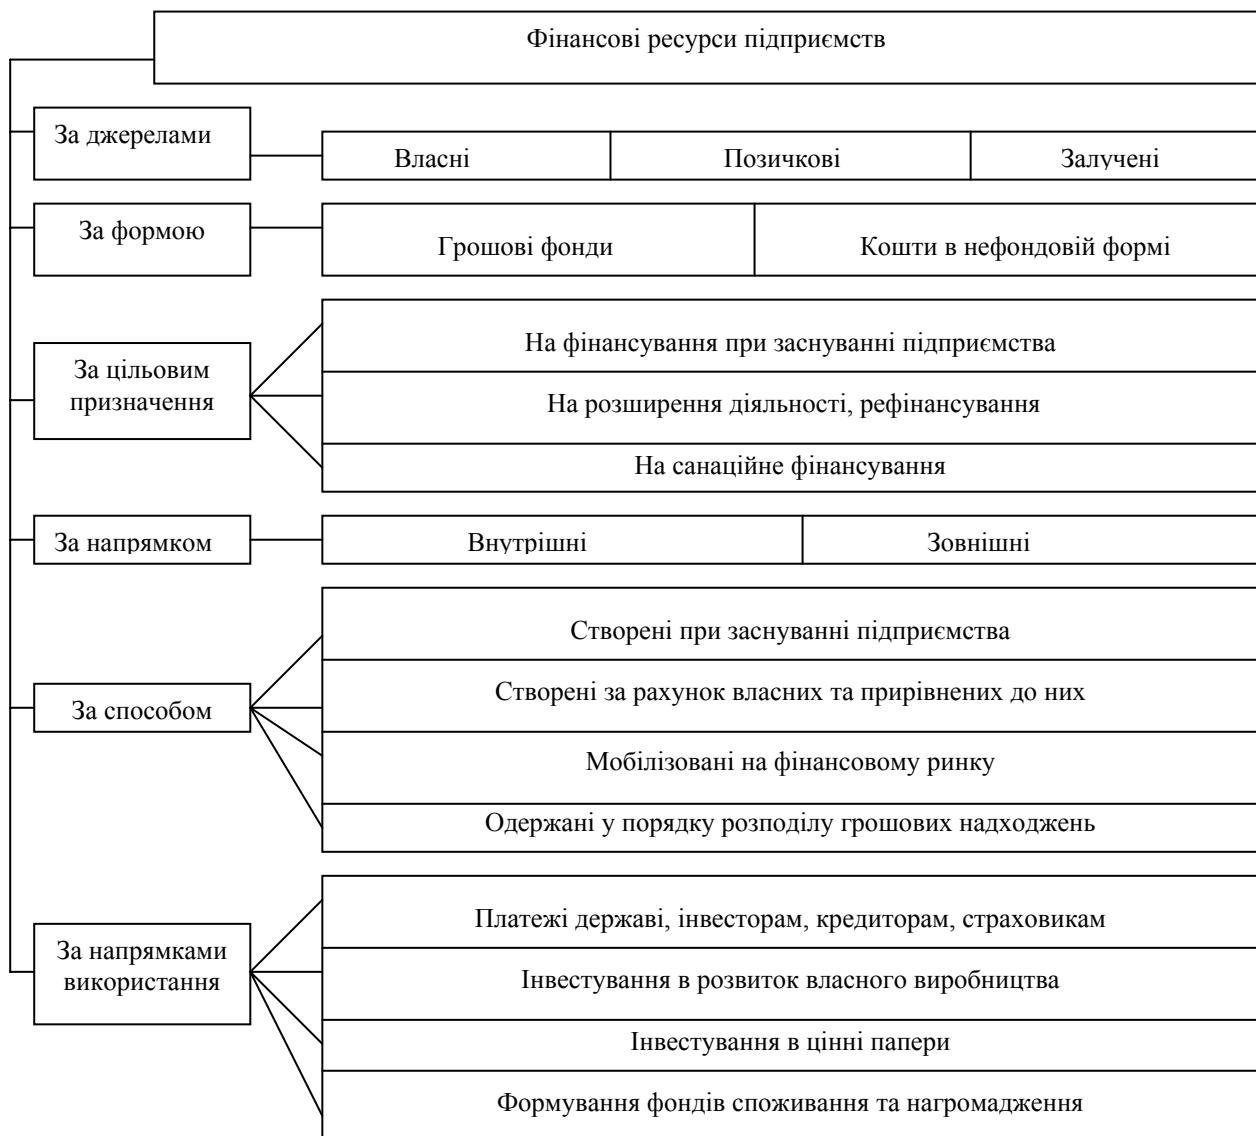 Фінансові ресурси підприємств
За джерелами
Власні
Позичкові
Залучені
За формою
Грошові фонди
Кошти в нефондовій формі
За цільовим
призначення
На фінансування при заснуванні підприємства
На розширення діяльності, рефінансування
На санаційне фінансування
За напрямком
Внутрішні
Зовнішні
За способом
Створені при заснуванні підприємства
Створені за рахунок власних та прирівнених до них
Мобілізовані на фінансовому ринку
Одержані у порядку розподілу грошових надходжень
За напрямками
використання
Платежі державі, інвесторам, кредиторам, страховикам
Інвестування в розвиток власного виробництва
Інвестування в цінні папери
Формування фондів споживання та нагромадження